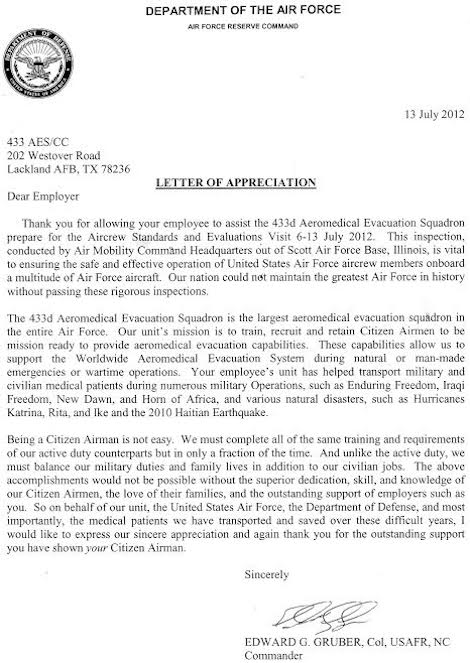 DEPARTMENT OF THE AIR FORCE
AIR FORCE RESERVE COMMAND
DEPARTMENT OF DEFENSE
UNITED STATES OF AMERICA
13 July 2012
433 AES/CC
202 Westover Road
Lackland AFB, TX 78236
LETTER OF APPRECIATION
Dear Employer
Thank you for allowing your employee to assist the 433d Aeromedical Evacuation Squadron
prepare for the Aircrew Standards and Evaluations Visit 6-13 July 2012. This inspection,
conducted by Air Mobility Command Headquarters out of Scott Air Force Base, Illinois, is vital
to ensuring the safe and effective operation of United States Air Force aircrew members onboard
a multitude of Air Force aircraft. Our nation could not maintain the greatest Air Force in history
without passing these rigorous inspections.
The 433d Aeromedical Evacuation Squadron is the largest aeromedical evacuation squadron in
the entire Air Force. Our unit's mission is to train, recruit and retain Citizen Airmen to be
mission ready to provide aeromedical evacuation capabilities. These capabilities allow us to
support the Worldwide Aeromedical Evacuation System during natural or man-made
emergencies or wartime operations. Your employee's unit has helped transport military and
civilian medical patients during numerous military Operations, such as Enduring Freedom, Iraqi
Freedom, New Dawn, and Horn of Africa, and various natural disasters, such as Hurricanes
Katrina, Rita, and Ike and the 2010 Haitian Earthquake.
Being a Citizen Airman is not easy. We must complete all of the same training and requirements
of our active duty counterparts but in only a fraction of the time. And unlike the active duty, we
must balance our military duties and family lives in addition to our civilian jobs. The above
accomplishments would not be possible without the superior dedication, skill, and knowledge of
our Citizen Airmen, the love of their families, and the outstanding support of employers such as
you. So on behalf of our unit, the United States Air Force, the Department of Defense, and most
importantly, the medical patients we have transported and saved over these difficult years, I
would like to express our sincere appreciation and again thank you for the outstanding support
you have shown your Citizen Airman.
Sincerely
EDWARD G. GRUBER, Col, USAFR, NC
Commander